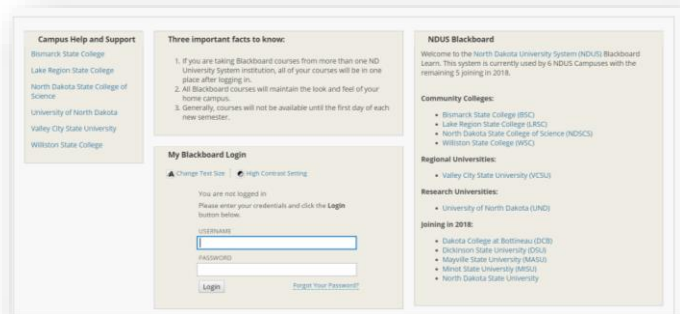 Campus Help and Support
Bismarck State College
Lake Region State College
North Dakota State College of
Science
University of North Dakota
Valley City State University
Williston State College
Three important facts to know:
1. If you are taking Blackboard courses from more than one ND
University System institution, all of your courses will be in one
place after logging in.
2. All Blackboard courses will maintain the look and feel of your
home campus.
3. Generally, courses will not be available until the first day of each
new semester.
My Blackboard Login
Change Text Size
High Contrast Setting
You are not logged in
Please enter your credentials and click the Login
button below.
USERNAME
PASSWORD
Login
Forgot Your Password?
NDUS Blackboard
Welcome to the North Dakota University System (NDUS) Blackboard
Learn. This system is currently used by 6 NDUS Campuses with the
remaining 5 joining in 2018.
Community Colleges:
• Bismarck State College (BSC)
• Lake Region State College (LRSC)
• North Dakota State College of Science (NDSCS)
• Williston State College (WSC)
Regional Universities:
• Valley City State University (VCSU)
Research Universities:
• University of North Dakota (UND)
Joining in 2018:
• Dakota College at Bottineau (DCB)
• Dickinson State University (DSU)
• Mayville State University (MASU)
• Minot State Universtiy (MISU)
• North Dakota State University